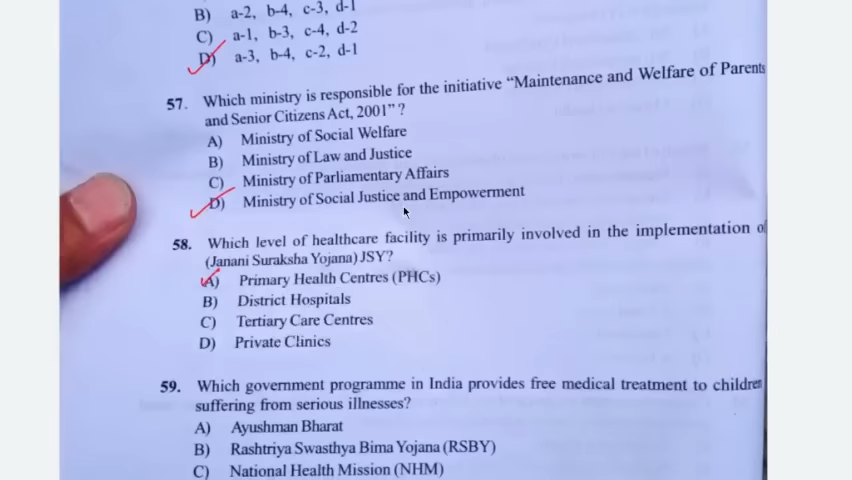 B) a-2, b-4, c-3, d-1
C) a-1, b-3, c-4, d-2
D) a-3, b-4, c-2, d-1
57. Which ministry is responsible for the initiative “Maintenance and Welfare of Parents
and Senior Citizens Act, 2001”?
A) Ministry of Social Welfare
B) Ministry of Law and Justice
C) Ministry of Parliamentary Affairs
D) Ministry of Social Justice and Empowerment
58. Which level of healthcare facility is primarily involved in the implementation o
(Janani Suraksha Yojana) JSY?
A) Primary Health Centres (PHCs)
B) District Hospitals
C) Tertiary Care Centres
D) Private Clinics
59. Which government programme in India provides free medical treatment to children
suffering from serious illnesses?
A) Ayushman Bharat
B) Rashtriya Swasthya Bima Yojana (RSBY)
C) National Health Mission (NHM)